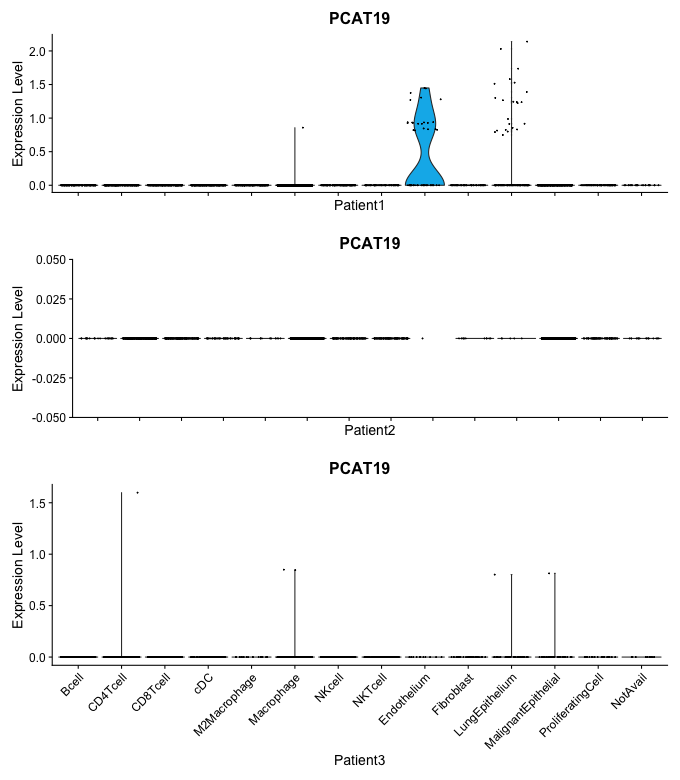 PCAT19
Expression Level
2.0
1.5
1.0
0.5
0.0
Patient1
PCAT19
Expression Level
0.050
0.025
0.000
-0.025
-0.050
Patient2
PCAT19
Expression Level
1.5
1.0
0.5
0.0
Bcell
CD4Tcell
CD8Tcell
cDC
M2Macrophage
Macrophage
NKcell
NKTcell
Endothelium
Fibroblast
LungEpithelium
MalignantEpithelial
ProliferatingCell
NotAvail
Patient3